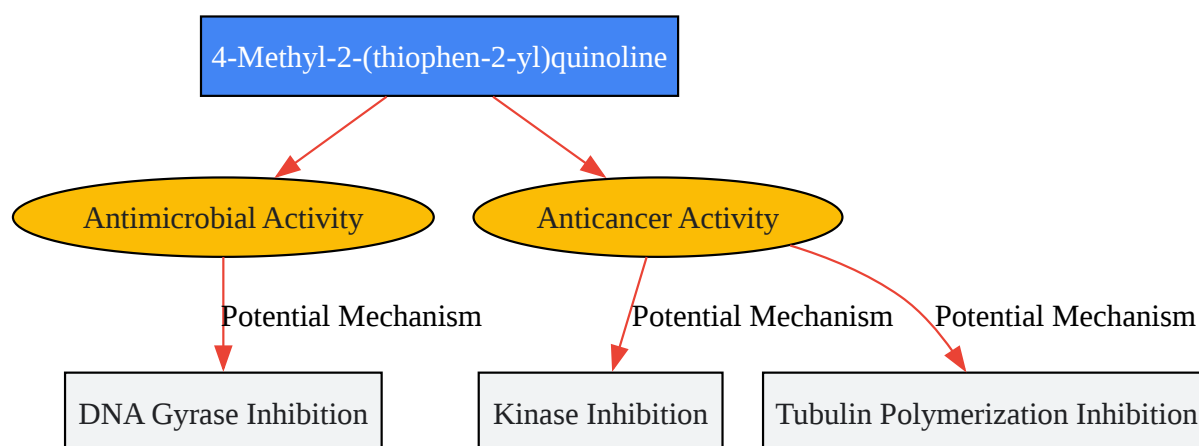 4-Methyl-2-(thiophen-2-yl)quinoline
Antimicrobial Activity
Anticancer Activity
Potential Mechanism
Potential Mechanism
Potential Mechanism
DNA Gyrase Inhibition
Kinase Inhibition
Tubulin Polymerization Inhibition